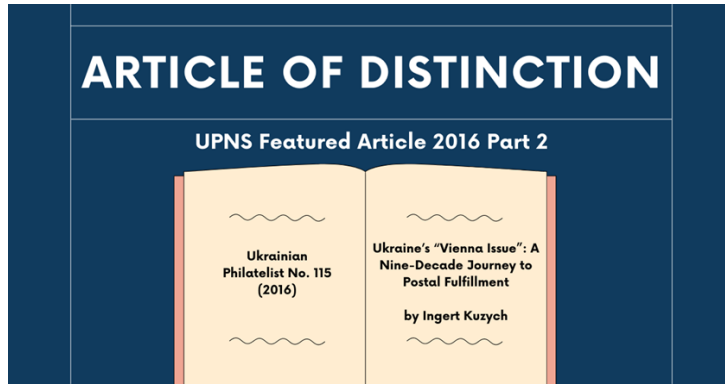 ARTICLE OF DISTINCTION
UPNS Featured Article 2016 Part 2
Ukrainian
Philatelist No. 115
(2016)
Ukraine’s “Vienna Issue”: A
Nine-Decade Journey to
Postal Fulfillment
by Ingert Kuzych